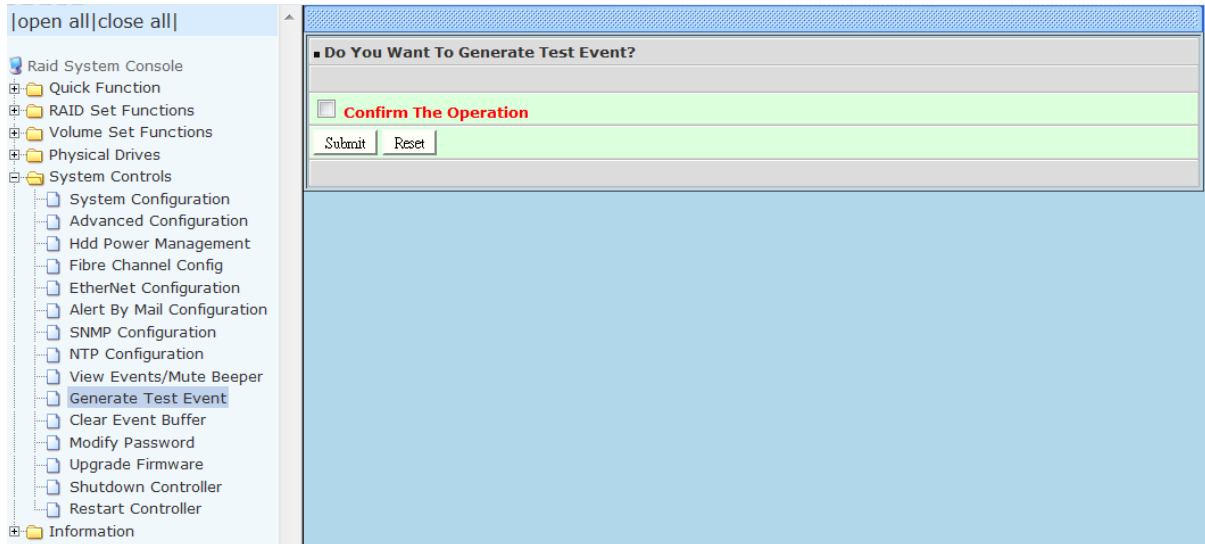 |open all|close all|
Raid System Console
Quick Function
RAID Set Functions
Volume Set Functions
Physical Drives
System Controls
System Configuration
Advanced Configuration
Hdd Power Management
Fibre Channel Config
EtherNet Configuration
Alert By Mail Configuration
SNMP Configuration
NTP Configuration
View Events/Mute Beeper
Generate Test Event
Clear Event Buffer
Modify Password
Upgrade Firmware
Shutdown Controller
Restart Controller
Information
Do You Want To Generate Test Event?
Confirm The Operation
Submit Reset